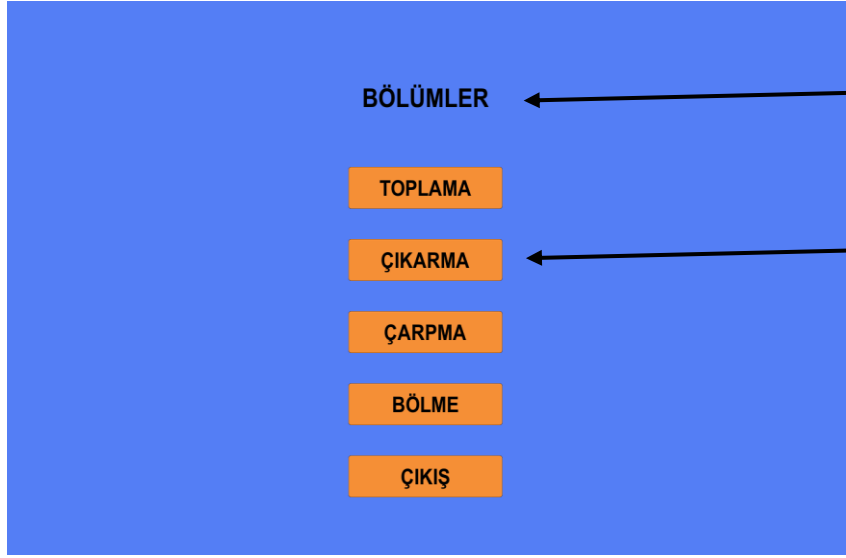 BÖLÜMLER
TOPLAMA
ÇIKARMA
ÇARPMA
BÖLME
ÇIKIŞ